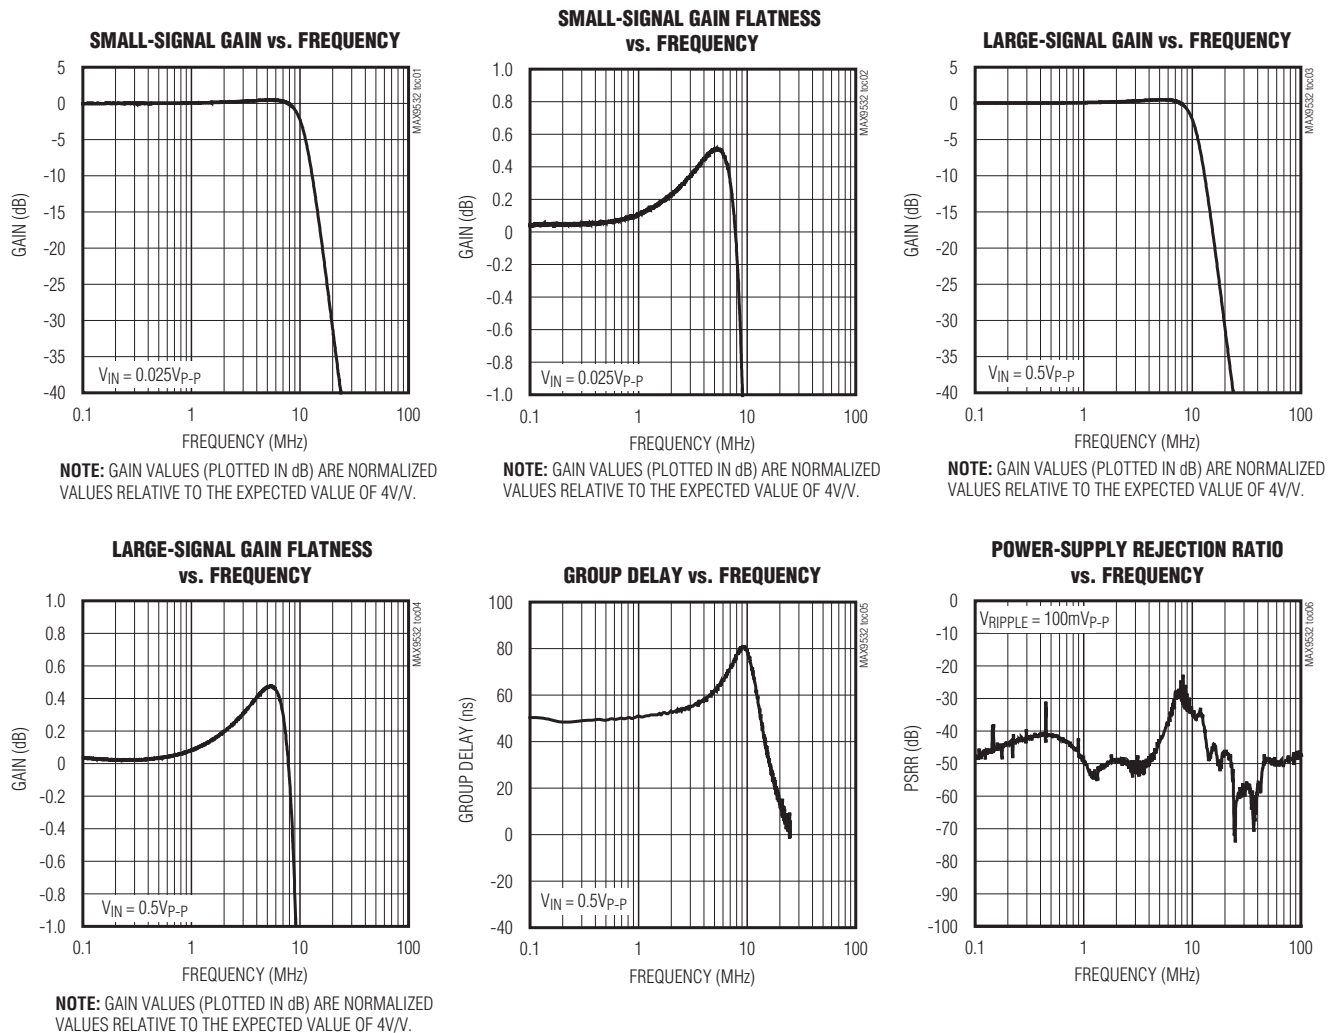 SMALL-SIGNAL GAIN vs. FREQUENCY
5
0
-5
-10
-15
-20
-25
-30
-35
-40
GAIN (dB)
MAX9532 toc01
V_IN = 0.025V_P-P
0.1 1 10 100
FREQUENCY (MHz)
NOTE: GAIN VALUES (PLOTTED IN dB) ARE NORMALIZED
VALUES RELATIVE TO THE EXPECTED VALUE OF 4V/V.
SMALL-SIGNAL GAIN FLATNESS
vs. FREQUENCY
1.0
0.8
0.6
0.4
0.2
0
-0.2
-0.4
-0.6
-0.8
-1.0
GAIN (dB)
MAX9532 toc02
V_IN = 0.025V_P-P
0.1 1 10 100
FREQUENCY (MHz)
NOTE: GAIN VALUES (PLOTTED IN dB) ARE NORMALIZED
VALUES RELATIVE TO THE EXPECTED VALUE OF 4V/V.
LARGE-SIGNAL GAIN vs. FREQUENCY
5
0
-5
-10
-15
-20
-25
-30
-35
-40
GAIN (dB)
MAX9532 toc03
V_IN = 0.5V_P-P
0.1 1 10 100
FREQUENCY (MHz)
NOTE: GAIN VALUES (PLOTTED IN dB) ARE NORMALIZED
VALUES RELATIVE TO THE EXPECTED VALUE OF 4V/V.
LARGE-SIGNAL GAIN FLATNESS
vs. FREQUENCY
1.0
0.8
0.6
0.4
0.2
0
-0.2
-0.4
-0.6
-0.8
-1.0
GAIN (dB)
MAX9532 toc04
V_IN = 0.5V_P-P
0.1 1 10 100
FREQUENCY (MHz)
NOTE: GAIN VALUES (PLOTTED IN dB) ARE NORMALIZED
VALUES RELATIVE TO THE EXPECTED VALUE OF 4V/V.
GROUP DELAY vs. FREQUENCY
100
80
60
40
20
0
-20
-40
GROUP DELAY (ns)
MAX9532 toc05
V_IN = 0.5V_P-P
0.1 1 10 100
FREQUENCY (MHz)
POWER-SUPPLY REJECTION RATIO
vs. FREQUENCY
0
-10
-20
-30
-40
-50
-60
-70
-80
-90
-100
PSRR (dB)
MAX9532 toc06
V_RIPPLE = 100mV_P-P
0.1 1 10 100
FREQUENCY (MHz)